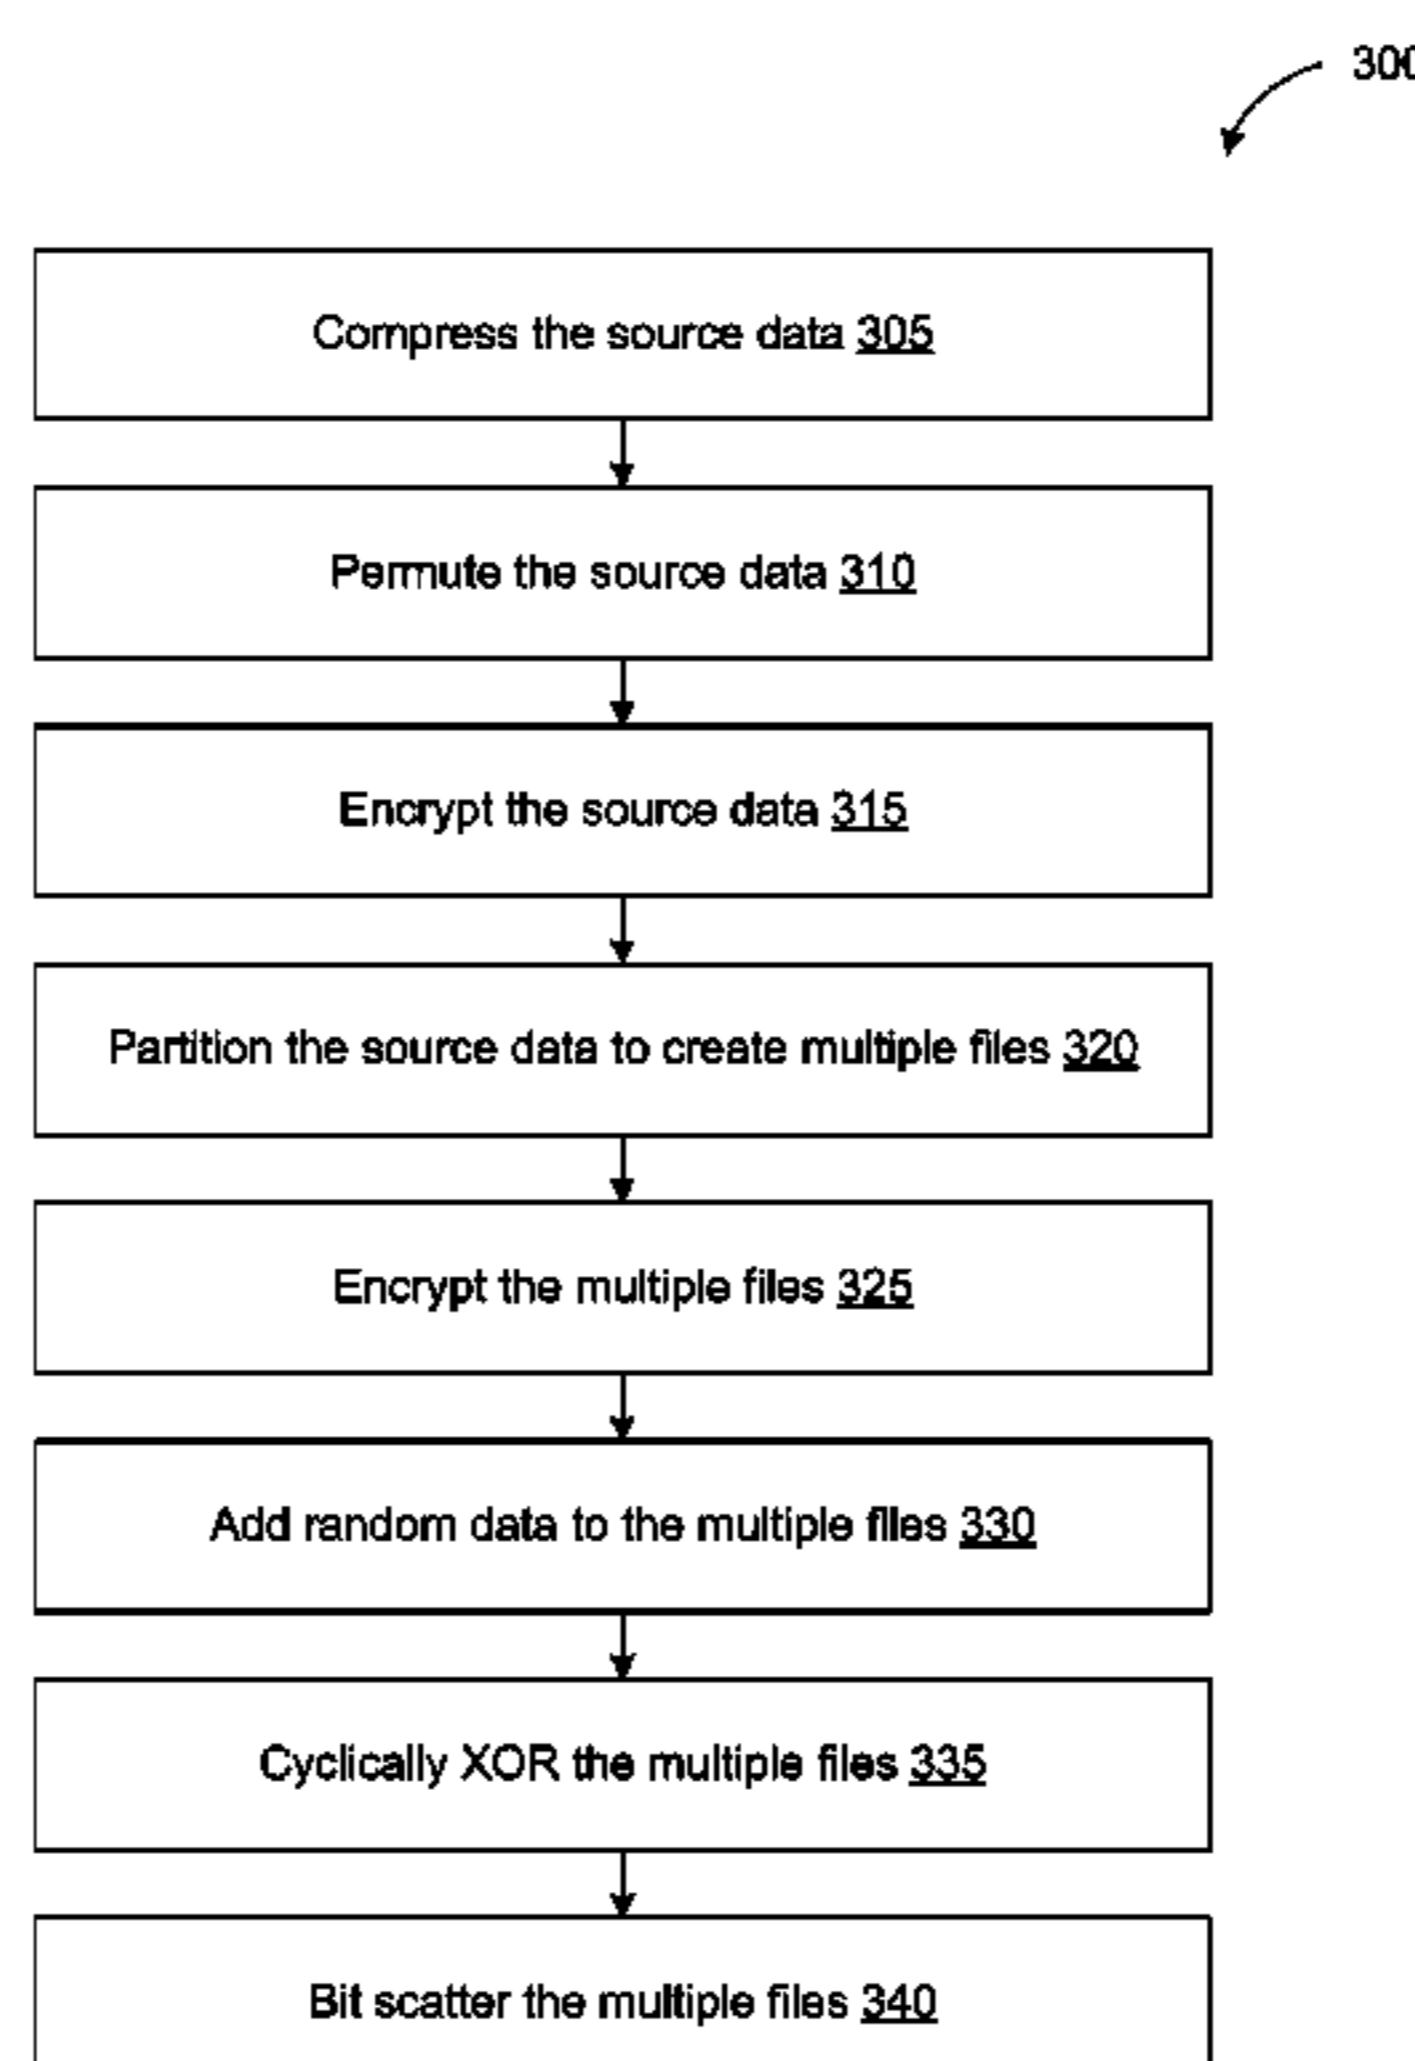 300
Compress the source data 305
Permute the source data 310
Encrypt the source data 315
Partition the source data to create multiple files 320
Encrypt the multiple files 325
Add random data to the multiple files 330
Cyclically XOR the multiple files 335
Bit scatter the multiple files 340